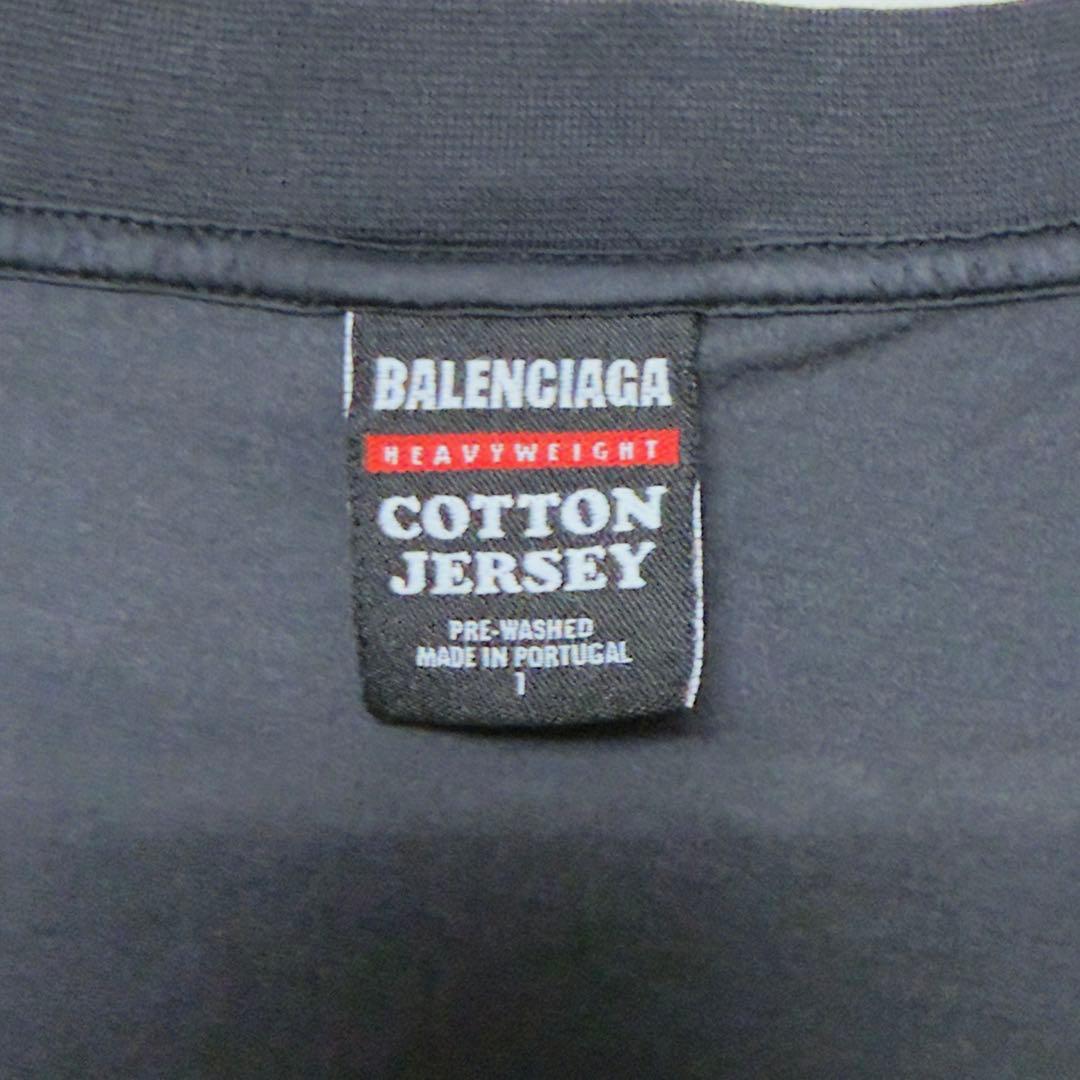 BALENCIAGA
HEAVYWEIGHT
COTTON
JERSEY
PRE-WASHED
MADE IN PORTUGAL
1